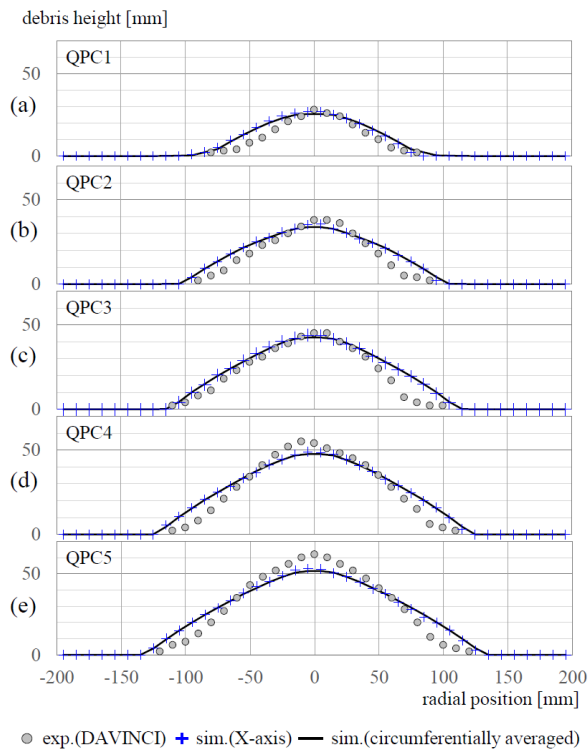 debris height [mm]
QPC1
50
(a)
0
QPC2
50
(b)
0
QPC3
50
(c)
0
QPC4
50
(d)
0
QPC5
50
(e)
0
-200 -150 -100 -50 0 50 100 150 200
radial position [mm]
exp.(DAVINCI) sim.(X-axis) sim.(circumferentially averaged)